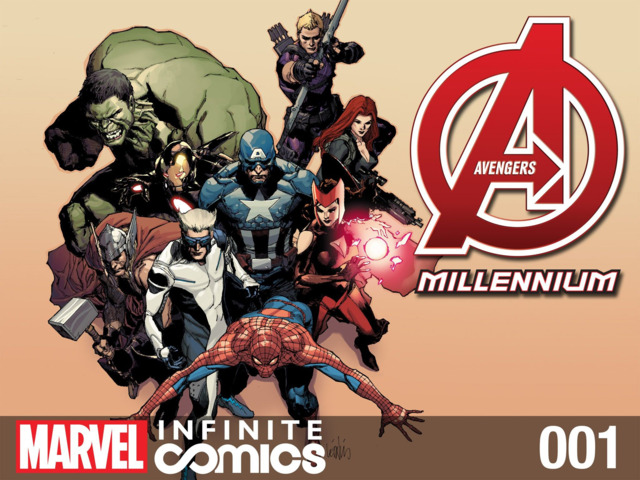 AVENGERS
MILLENNIUM
MARVEL
INFINITE
COMICS
001